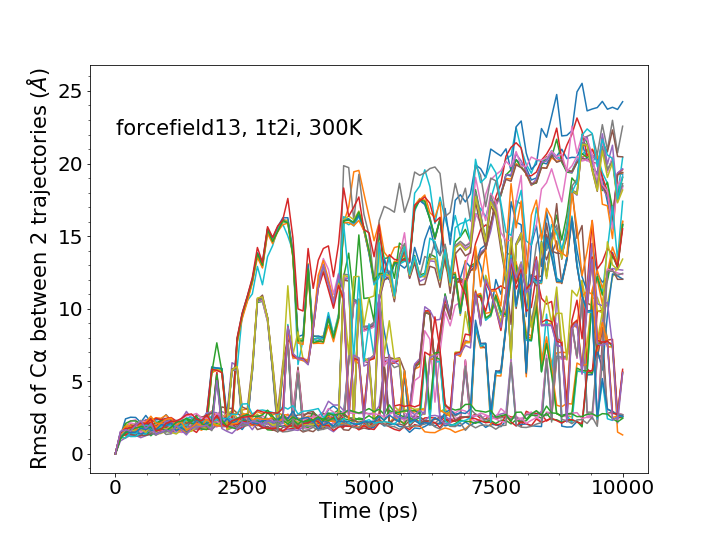 25
20
15
10
5
0
Rmsd of Cα between 2 trajectories (Å)
forcefield13, 1t2i, 300K
0 2500 5000 7500 10000
Time (ps)